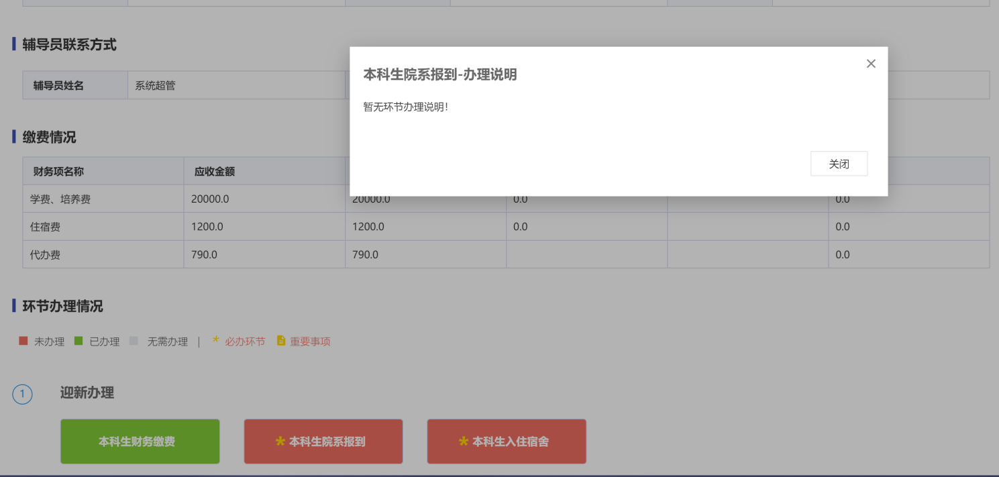 辅导员联系方式
辅导员姓名 系统超管
本科生院系报到-办理说明
暂无环节办理说明!
关闭
缴费情况
财务项名称 应收金额
学费、培养费 20000.0 20000.0 0.0 0.0
住宿费 1200.0 1200.0 0.0 0.0
代办费 790.0 790.0 0.0
环节办理情况
未办理 已办理 无需办理 | * 必办环节 重要事项
1 迎新办理
本科生财务缴费 * 本科生院系报到 * 本科生入住宿舍